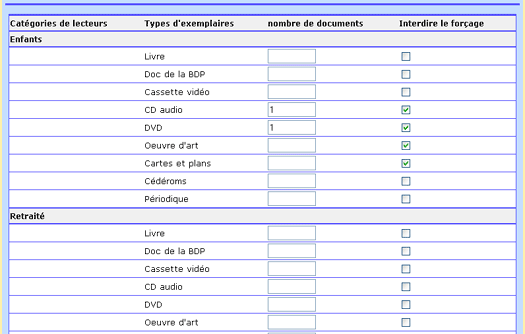 Catégories de lecteurs Types d'exemplaires nombre de documents Interdire le forçage
Enfants
Livre
Doc de la BDP
Cassette vidéo
CD audio 1
DVD 1
Oeuvre d'art
Cartes et plans
Cédéroms
Périodique
Retraité
Livre
Doc de la BDP
Cassette vidéo
CD audio
DVD
Oeuvre d'art